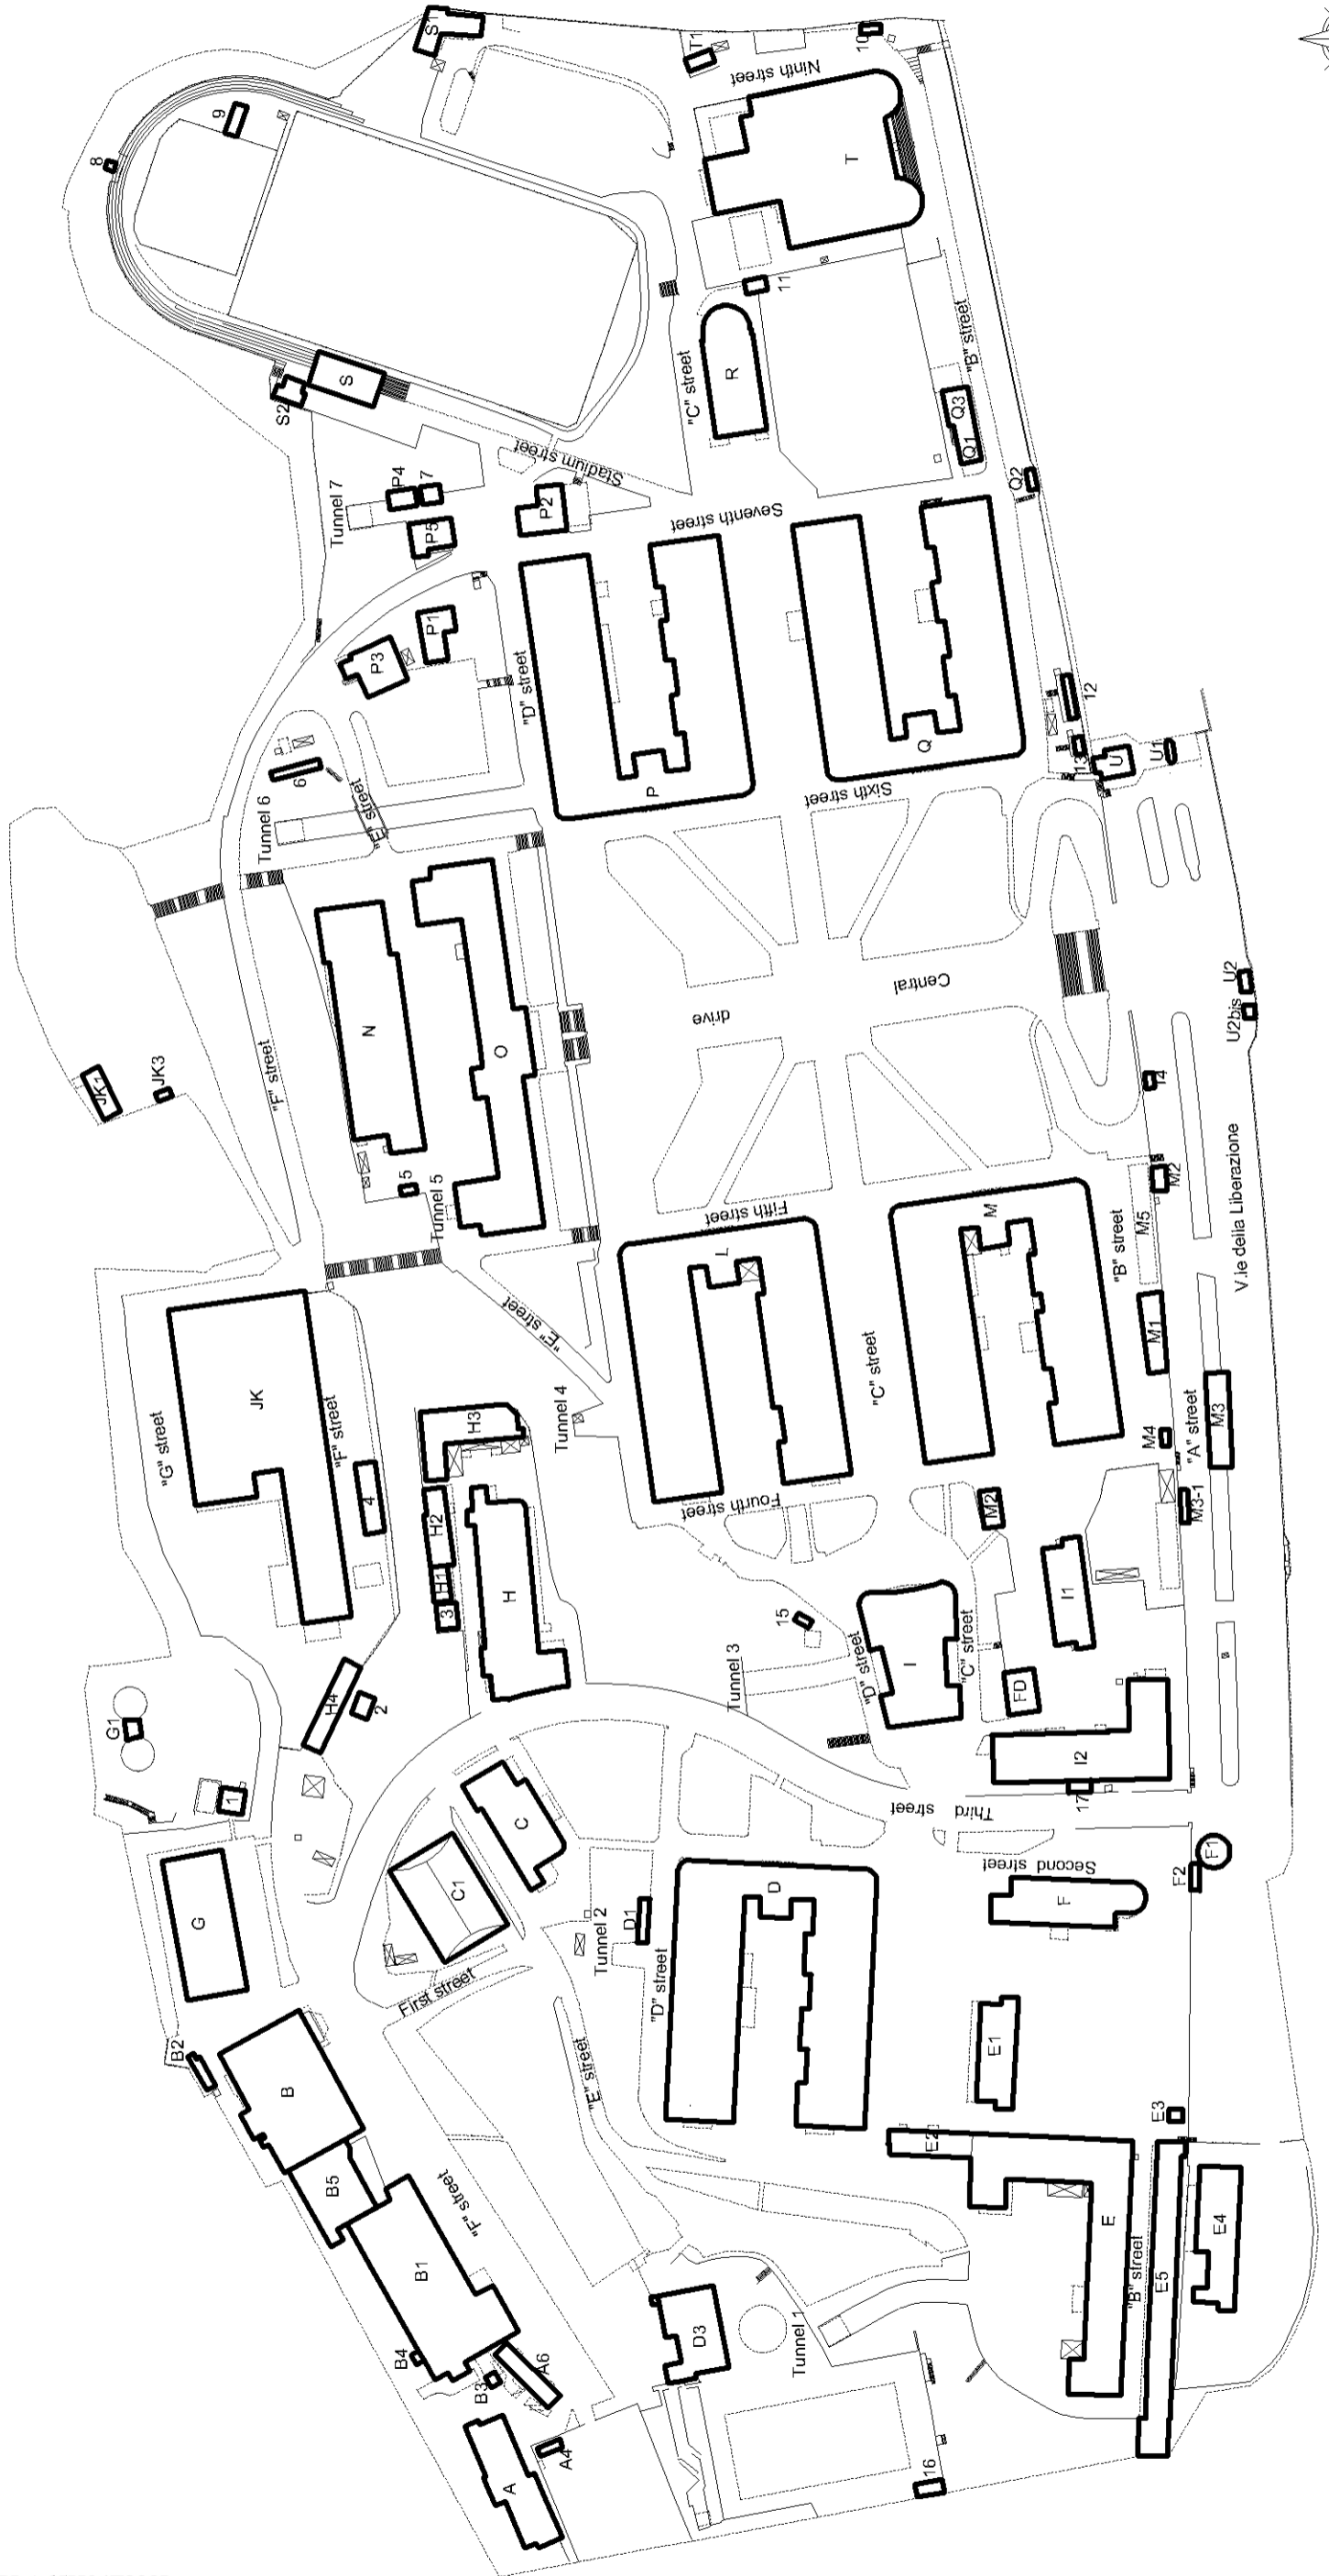 S1
T1
10
Ninth street
9
8
T
11
"C" street
R
S
S2
"B" street
Q3
Q1
Q2
Stadium street
P4
7
Tunnel 7
P5
P2
Seventh street
P1
P3
"D" street
12
13
U
U1
Q
P
Sixth street
6
Tunnel 6
"E" street
Central
drive
U2
U2bis
N
O
"F" street
JK3
14
5
Tunnel 5
M2
M5
V.le della Liberazione
Fifth street
L
M
"B" street
M1
"E" street
"C" street
JK
"G" street
"F" street
4
H3
Tunnel 4
M3
"A" street
M4
M3-1
Fourth street
M2
H2
H1
3
H
I1
15
I
"D" street
"C" street
Tunnel 3
FD
H4
2
G1
1
I2
17
Third street
C
C1
F1
F2
Second street
F
G
D
D1
Tunnel 2
"D" street
First street
"E" street
E1
B2
B
E3
E2
B5
"F" street
B1
E
E4
"B" street
E5
D3
Tunnel 1
B4
B3
A6
A4
A
16